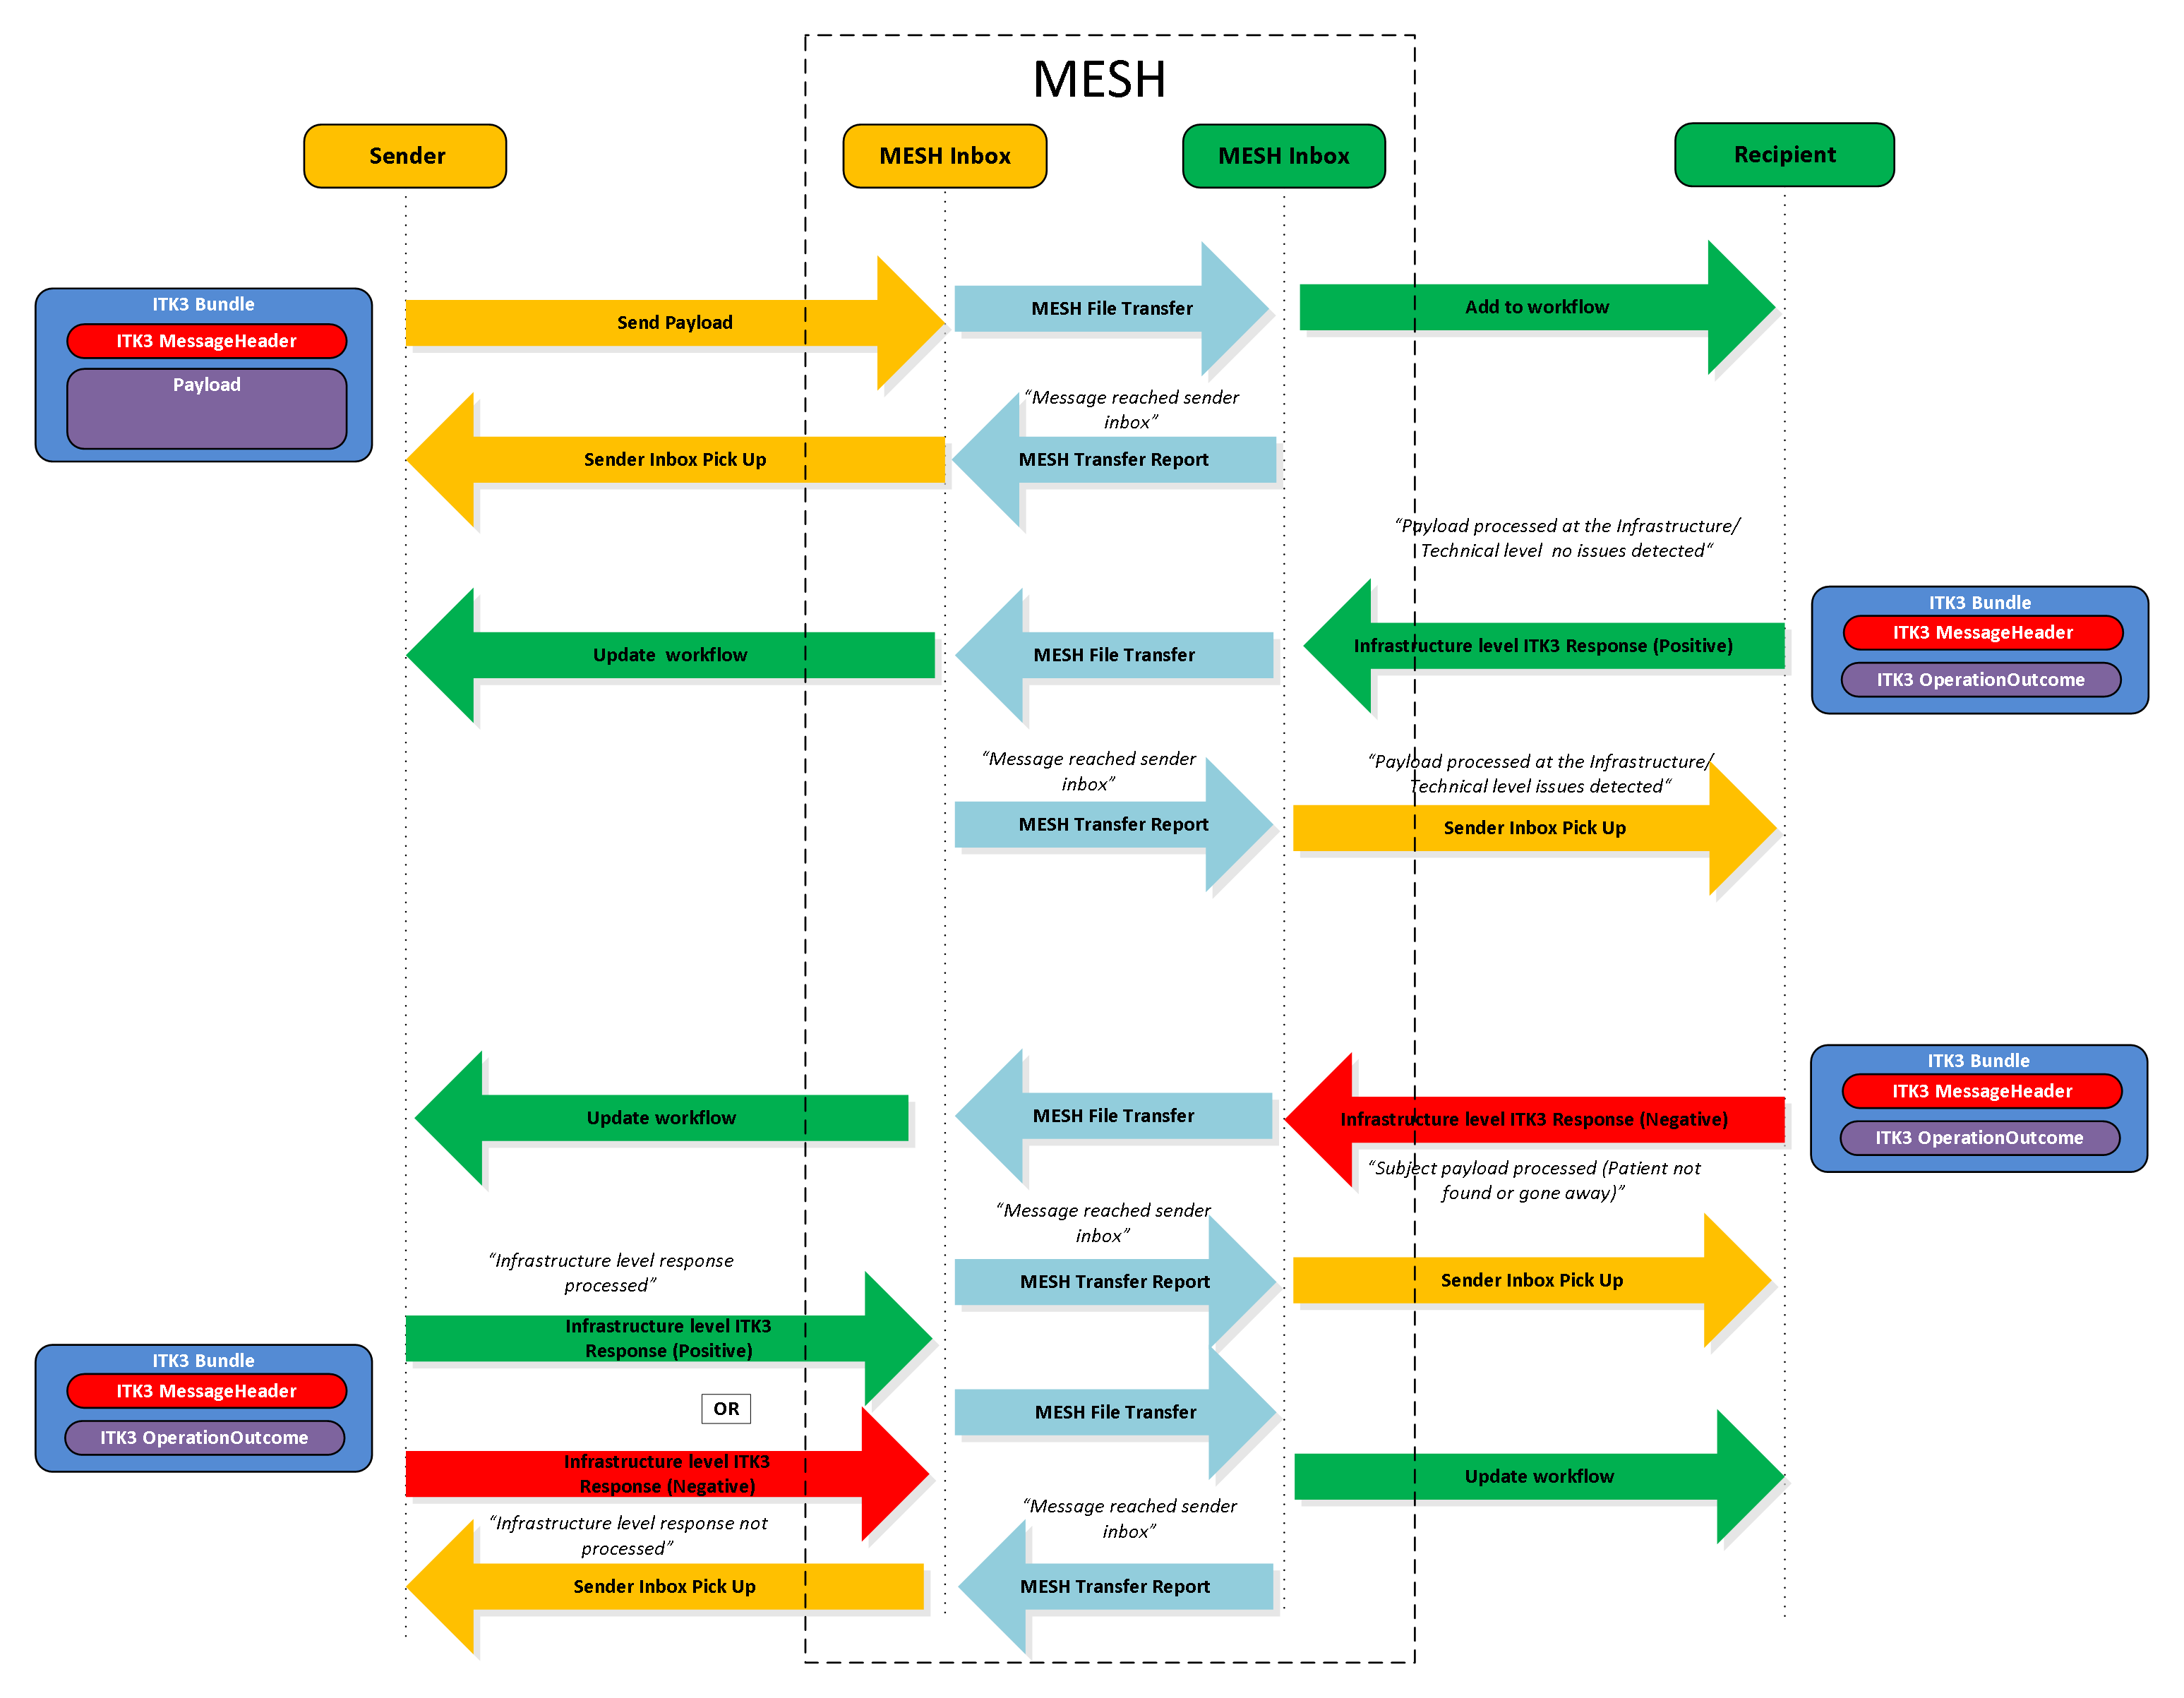 MESH
Sender
MESH Inbox
MESH Inbox
Recipient
ITK3 Bundle
ITK3 MessageHeader
Payload
Send Payload
MESH File Transfer
Add to workflow
“Message reached sender
inbox”
Sender Inbox Pick Up
MESH Transfer Report
“Payload processed at the Infrastructure/
Technical level  no issues detected“
Update  workflow
MESH File Transfer
Infrastructure level ITK3 Response (Positive)
ITK3 Bundle
ITK3 MessageHeader
ITK3 OperationOutcome
“Message reached sender
inbox”
“Payload processed at the Infrastructure/
Technical level issues detected“
MESH Transfer Report
Sender Inbox Pick Up
Update workflow
MESH File Transfer
Infrastructure level ITK3 Response (Negative)
ITK3 Bundle
ITK3 MessageHeader
ITK3 OperationOutcome
“Subject payload processed (Patient not
found or gone away)”
“Message reached sender
inbox”
“Infrastructure level response
processed”
MESH Transfer Report
Sender Inbox Pick Up
Infrastructure level ITK3
Response (Positive)
ITK3 Bundle
ITK3 MessageHeader
ITK3 OperationOutcome
OR
MESH File Transfer
Infrastructure level ITK3
Response (Negative)
Update workflow
“Infrastructure level response not
processed”
“Message reached sender
inbox”
Sender Inbox Pick Up
MESH Transfer Report